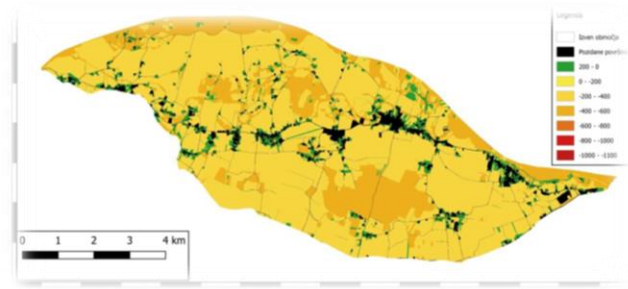 Legenda
Izven območja
Pozidane površine
200 - 0
0 - -200
-200 - -400
-400 - -600
-600 - -800
-800 - -1000
-1000 - -1100
0 1 2 3 4 km